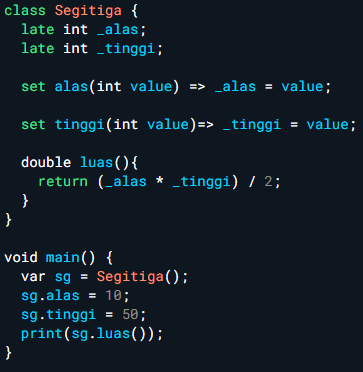 class Segitiga {
  late int _alas;
  late int _tinggi;

  set alas(int value) => _alas = value;

  set tinggi(int value)=> _tinggi = value;

  double luas(){
    return (_alas * _tinggi) / 2;
  }
}

void main() {
  var sg = Segitiga();
  sg.alas = 10;
  sg.tinggi = 50;
  print(sg.luas());
}